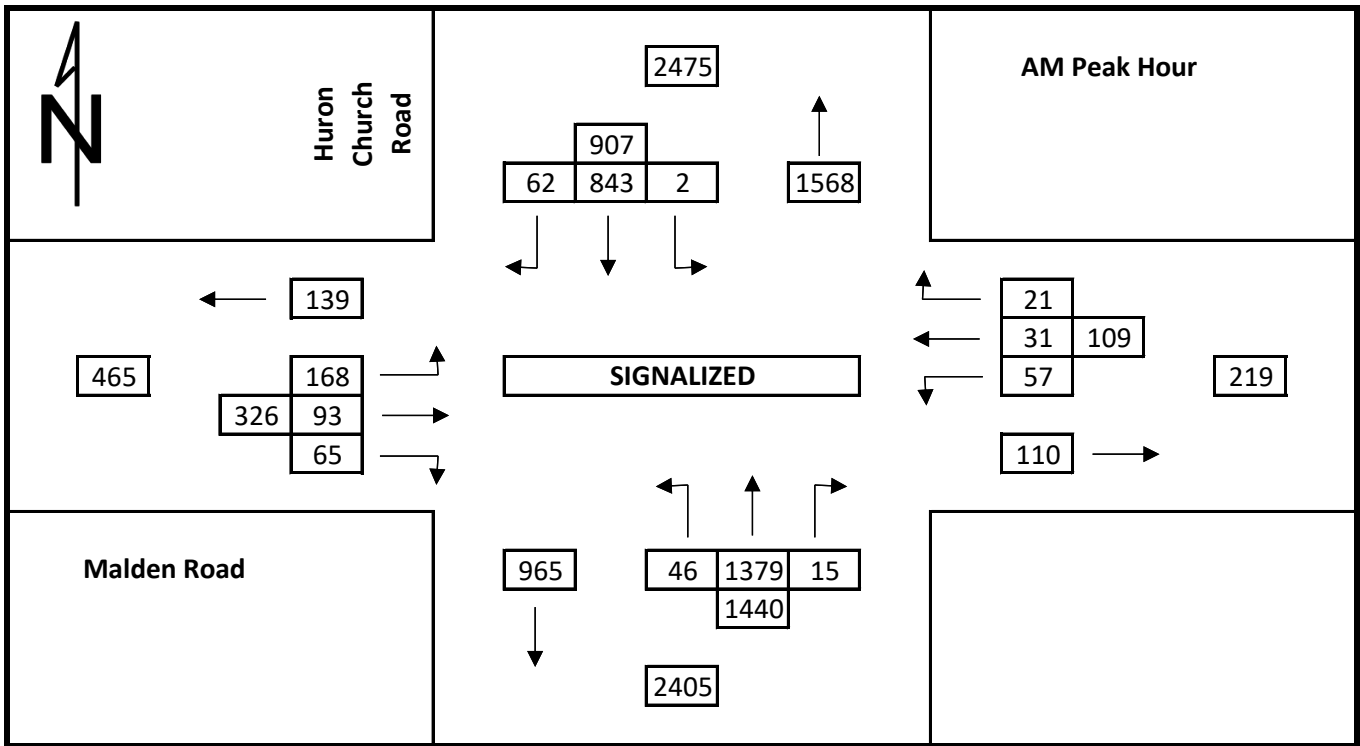 2475
AM Peak Hour
N
Huron
Church
Road
907
62 843 2
1568
139
21
31 109
57
465
168
326 93
65
SIGNALIZED
219
110
Malden Road
965
46 1379 15
1440
2405